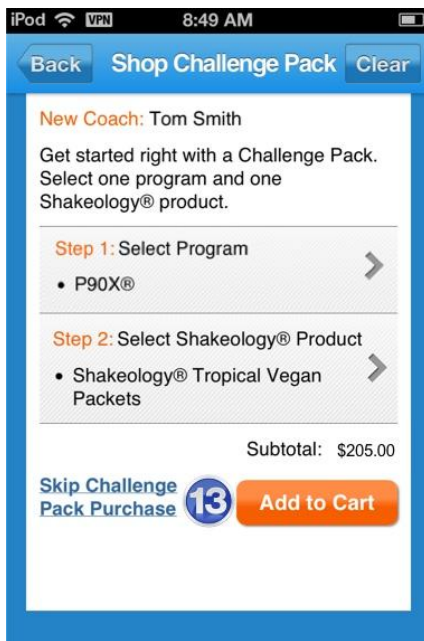 iPod VPN 8:49 AM
Back Shop Challenge Pack Clear
New Coach: Tom Smith
Get started right with a Challenge Pack.
Select one program and one
Shakeology® product.
Step 1: Select Program
• P90X®
Step 2: Select Shakeology® Product
• Shakeology® Tropical Vegan
Packets
Subtotal: $205.00
Skip Challenge
Pack Purchase
13
Add to Cart